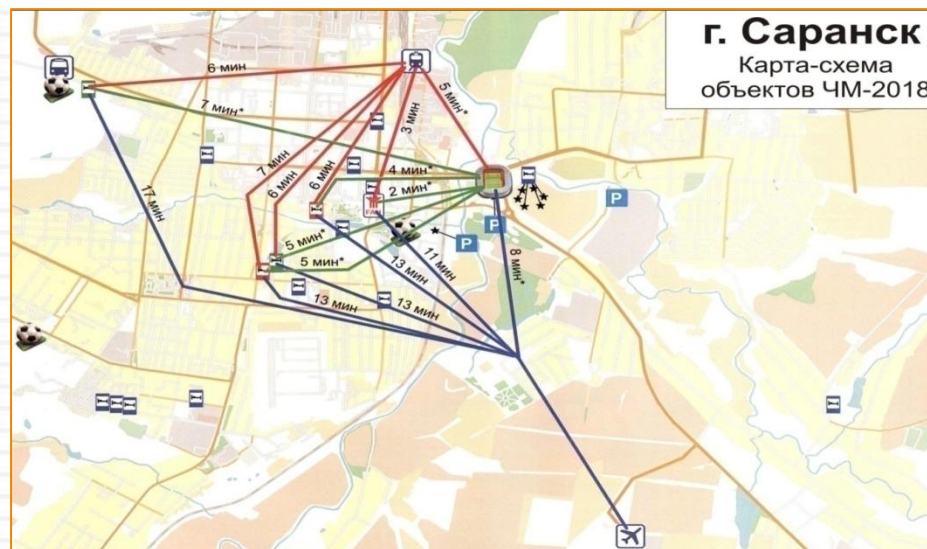 г. Саранск
Карта-схема
объектов ЧМ-2018
6 мин
5 мин*
3 мин
7 мин*
7 мин
6 мин
6 мин
4 мин*
2 мин*
17 мин
5 мин*
5 мин*
13 мин
11 мин
8 мин*
13 мин
13 мин
P
P
P